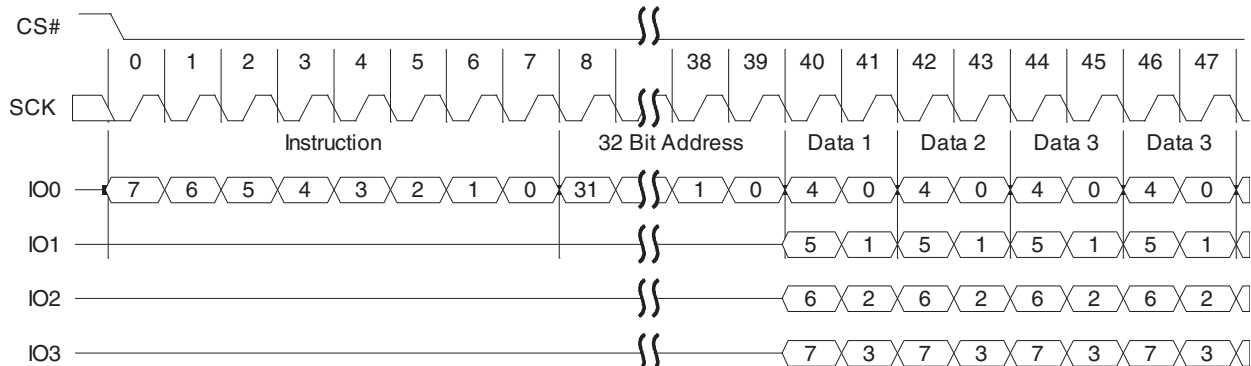 CS#
0 1 2 3 4 5 6 7 8 38 39 40 41 42 43 44 45 46 47
SCK
Instruction 32 Bit Address Data 1 Data 2 Data 3 Data 3
IO0 7 6 5 4 3 2 1 0 31 1 0 4 0 4 0 4 0 4 0
IO1 5 1 5 1 5 1 5 1
IO2 6 2 6 2 6 2 6 2
IO3 7 3 7 3 7 3 7 3